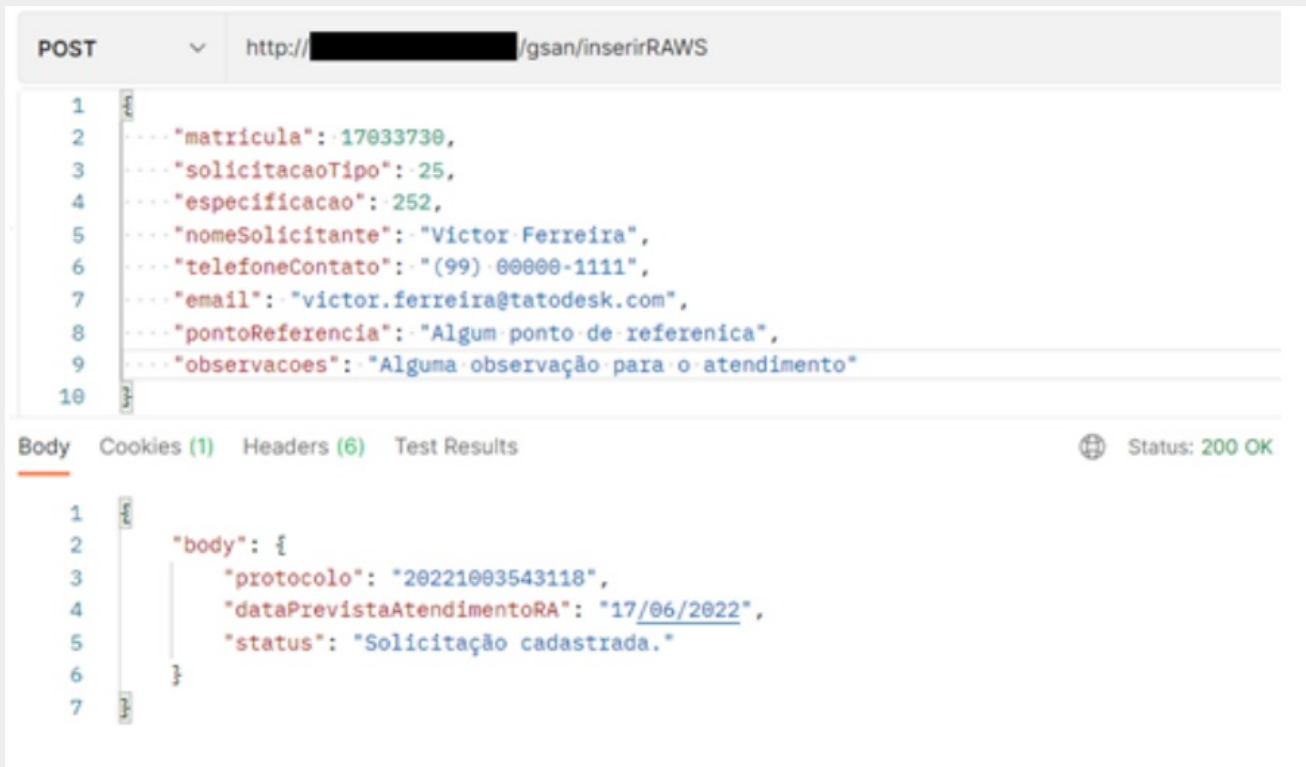 POST http:// /gsan/inserirRAWS
1 {
2 "matricula": 17033730,
3 "solicitacaoTipo": 25,
4 "especificacao": 252,
5 "nomeSolicitante": "Victor Ferreira",
6 "telefoneContato": "(99) 00000-1111",
7 "email": "victor.ferreira@tatodesk.com",
8 "pontoReferencia": "Algum ponto de referenica",
9 "observacoes": "Alguma observação para o atendimento"
10 }
Body Cookies (1) Headers (6) Test Results Status: 200 OK
1 {
2 "body": {
3 "protocolo": "20221003543118",
4 "dataPrevistaAtendimentoRA": "17/06/2022",
5 "status": "Solicitação cadastrada."
6 }
7 }